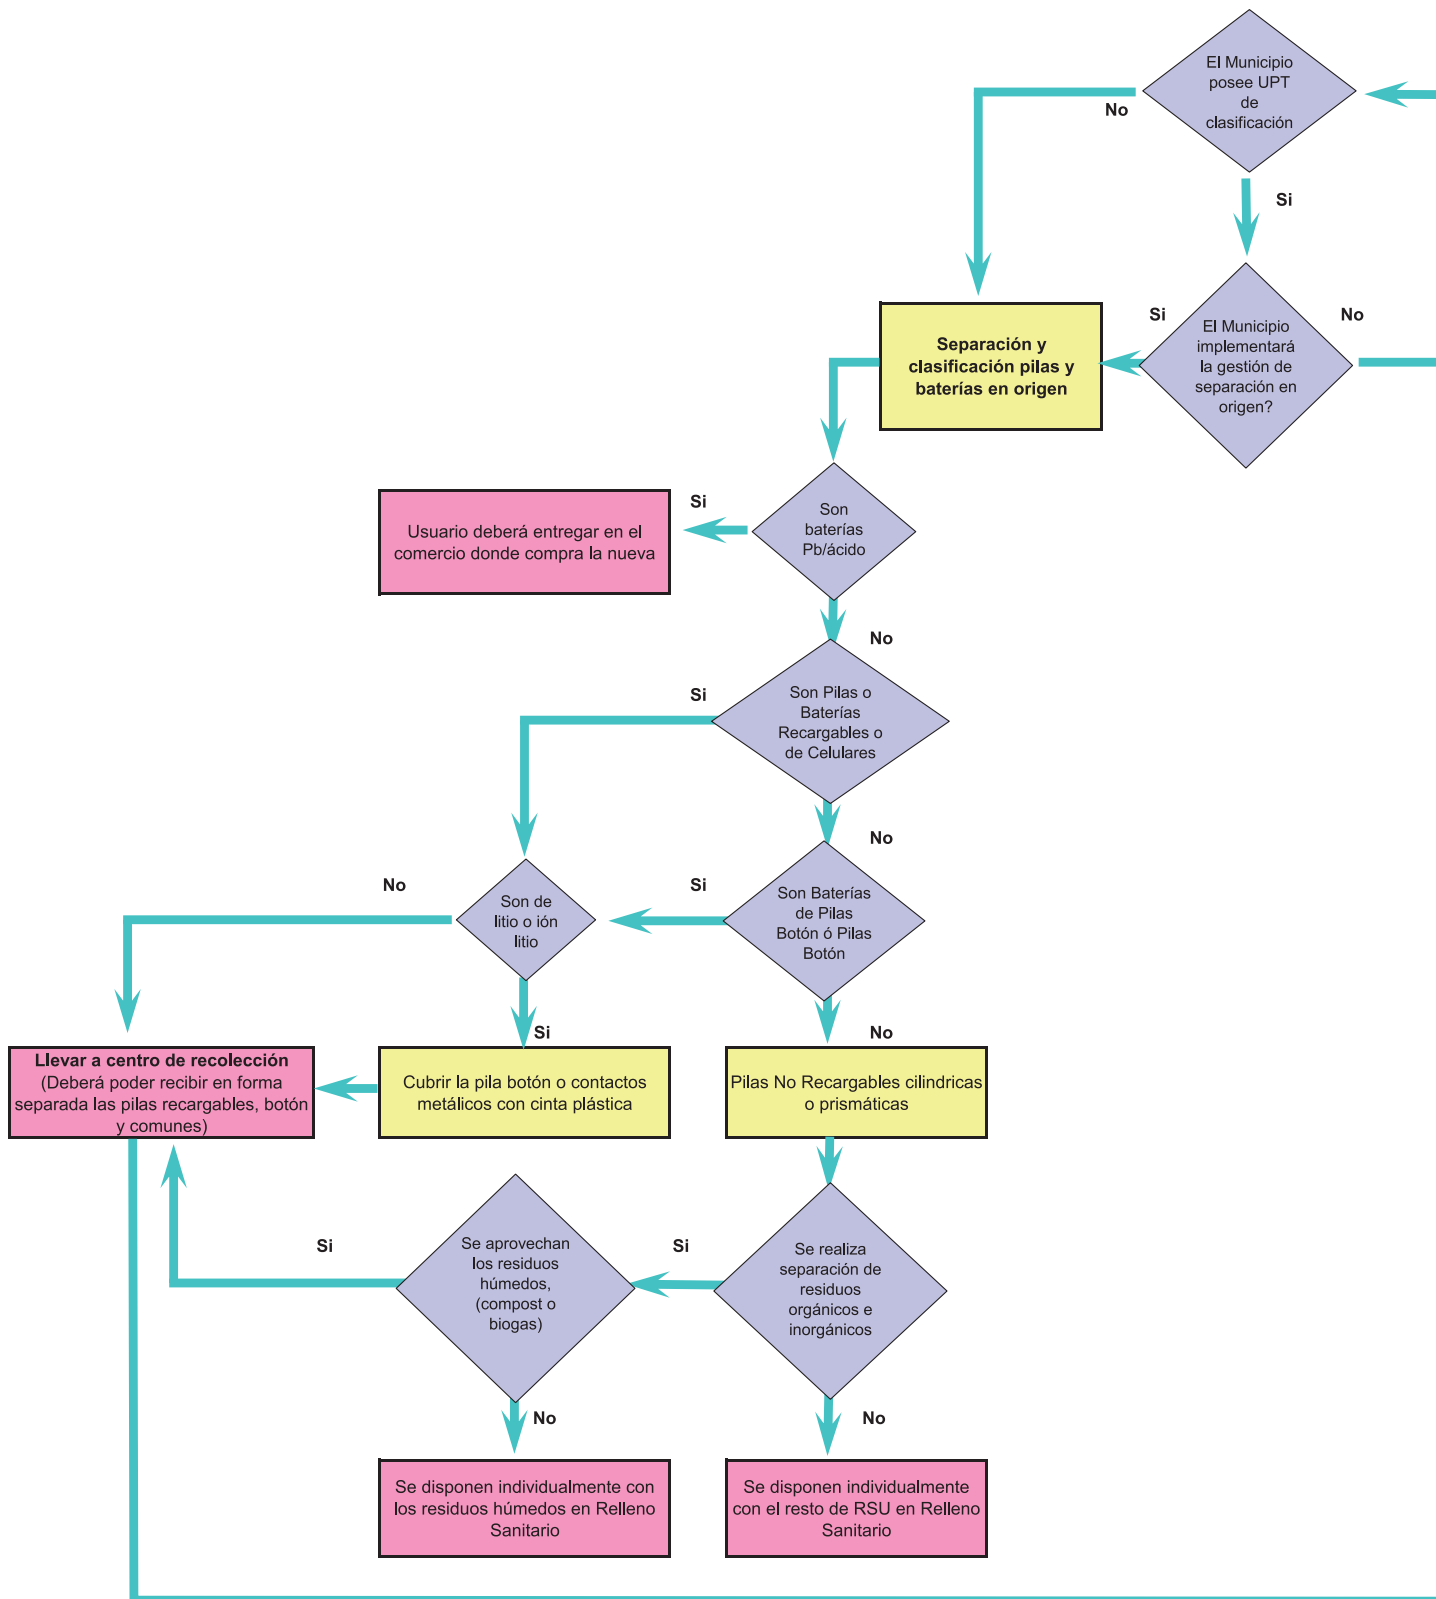 El Municipio
posee UPT
de
clasificación
No
Si
Separación y
clasificación pilas y
baterías en origen
Si
El Municipio
implementará
la gestión de
separación en
origen?
No
Usuario deberá entregar en el
comercio donde compra la nueva
Si
Son
baterías
Pb/ácido
No
Si
Son Pilas o
Baterías
Recargables o
de Celulares
No
No
Son de
litio o ión
litio
Si
Son Baterías
de Pilas
Botón ó Pilas
Botón
Si
No
Llevar a centro de recolección
(Deberá poder recibir en forma
separada las pilas recargables, botón
y comunes)
Cubrir la pila botón o contactos
metálicos con cinta plástica
Pilas No Recargables cilindricas
o prismáticas
Si
Se aprovechan
los residuos
húmedos,
(compost o
biogas)
Si
Se realiza
separación de
residuos
orgánicos e
inorgánicos
No
No
Se disponen individualmente con
los residuos húmedos en Relleno
Sanitario
Se disponen individualmente
con el resto de RSU en Relleno
Sanitario